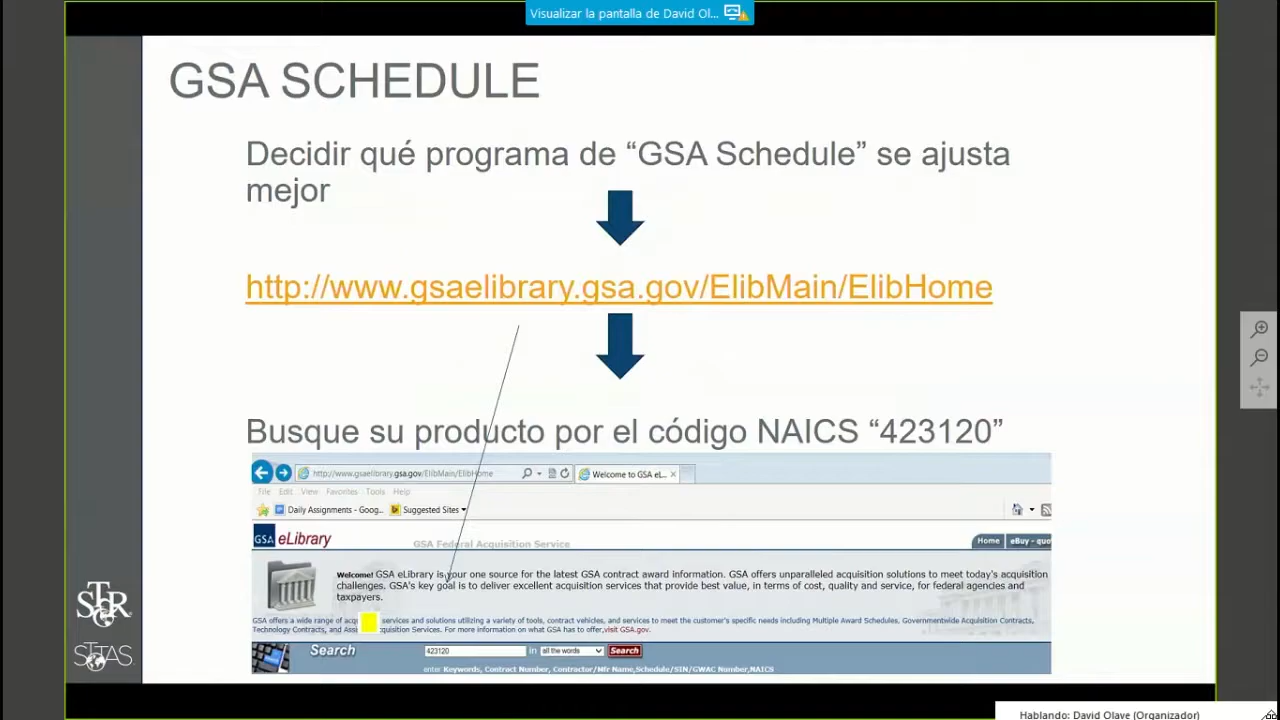 Visualizar la pantalla de David Ol...
GSA SCHEDULE
Decidir qué programa de “GSA Schedule” se ajusta
mejor
http://www.gsaelibrary.gsa.gov/ElibMain/ElibHome
Busque su producto por el código NAICS “423120”
http://www.gsaelibrary.gsa.gov/ElibMain/ElibHome
Welcome to GSA eL...
File Edit View Favorites Tools Help
Daily Assignments - Goog... Suggested Sites
GSA eLibrary
GSA Federal Acquisition Service
Home eBuy - quo
Welcome! GSA eLibrary is your one source for the latest GSA contract award information. GSA offers unparalleled acquisition solutions to meet today's acquisition
challenges. GSA's key goal is to deliver excellent acquisition services that provide best value, in terms of cost, quality and service, for federal agencies and
taxpayers.
GSA offers a wide range of services and solutions utilizing a variety of tools, contract vehicles, and services to meet the customer's specific needs including Multiple Award Schedules, Governmentwide Acquisition Contracts,
Technology Contracts, and Services. For more information on what GSA has to offer,visit GSA.gov.
Search 423120 in all the words Search
enter Keywords, Contract Number, Contractor/Mfr Name,Schedule/SIN/GWAC Number,NAICS
STTAS
Hablando: David Olave (Organizador)